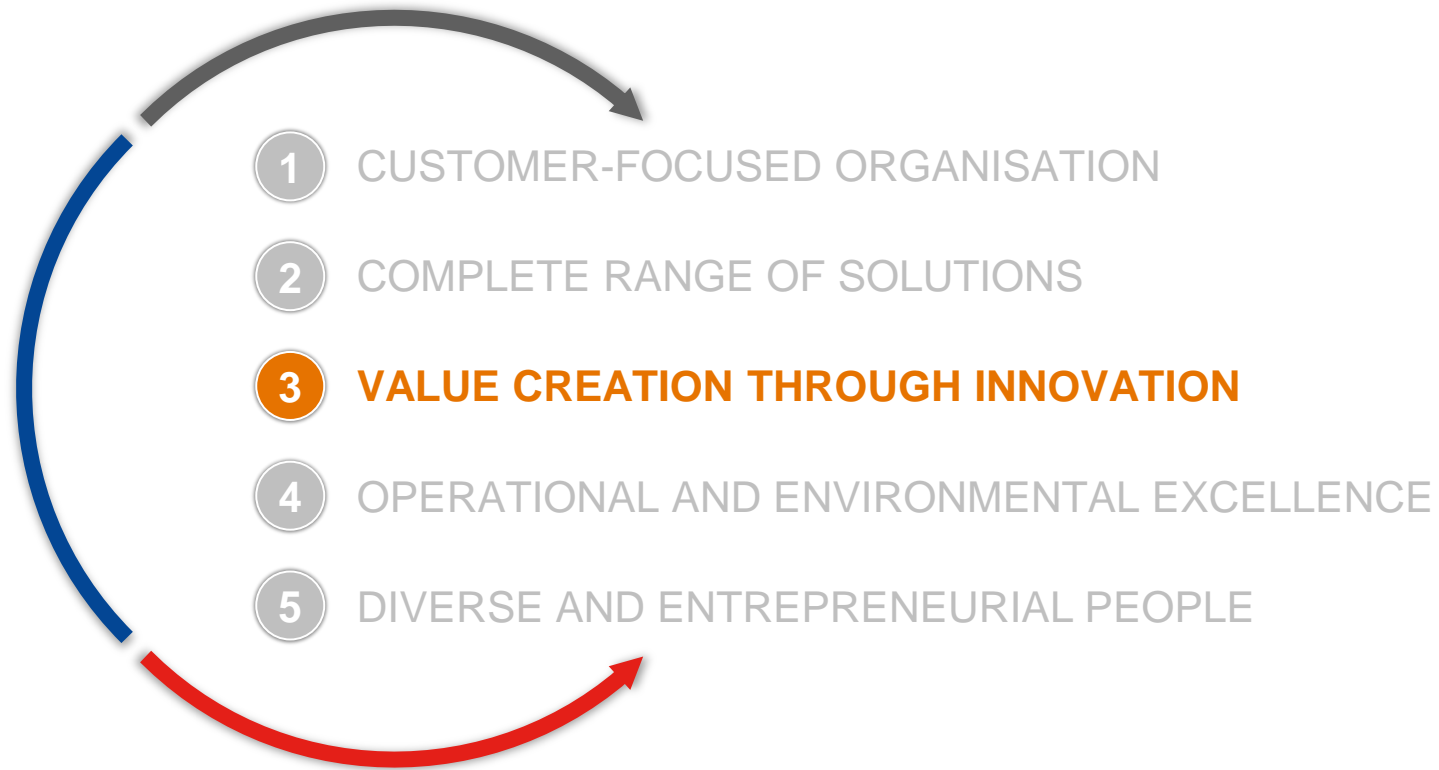 1 CUSTOMER-FOCUSED ORGANISATION
2 COMPLETE RANGE OF SOLUTIONS
3 VALUE CREATION THROUGH INNOVATION
4 OPERATIONAL AND ENVIRONMENTAL EXCELLENCE
5 DIVERSE AND ENTREPRENEURIAL PEOPLE